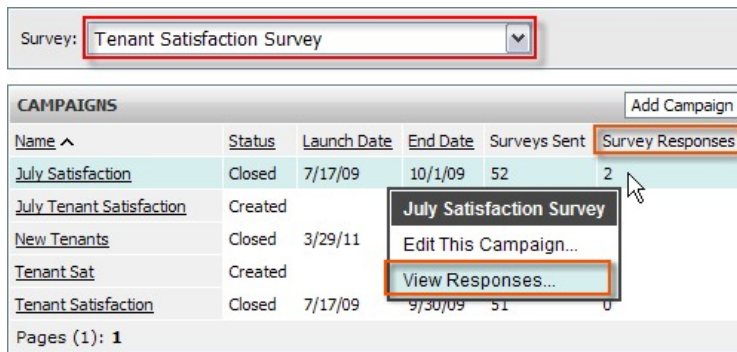 Survey: Tenant Satisfaction Survey
CAMPAIGNS Add Campaign
Name Status Launch Date End Date Surveys Sent Survey Responses
July Satisfaction Closed 7/17/09 10/1/09 52 2
July Tenant Satisfaction Created July Satisfaction Survey
New Tenants Closed 3/29/11 Edit This Campaign...
Tenant Sat Created View Responses...
Tenant Satisfaction Closed 7/17/09 9/30/09 51 0
Pages (1): 1